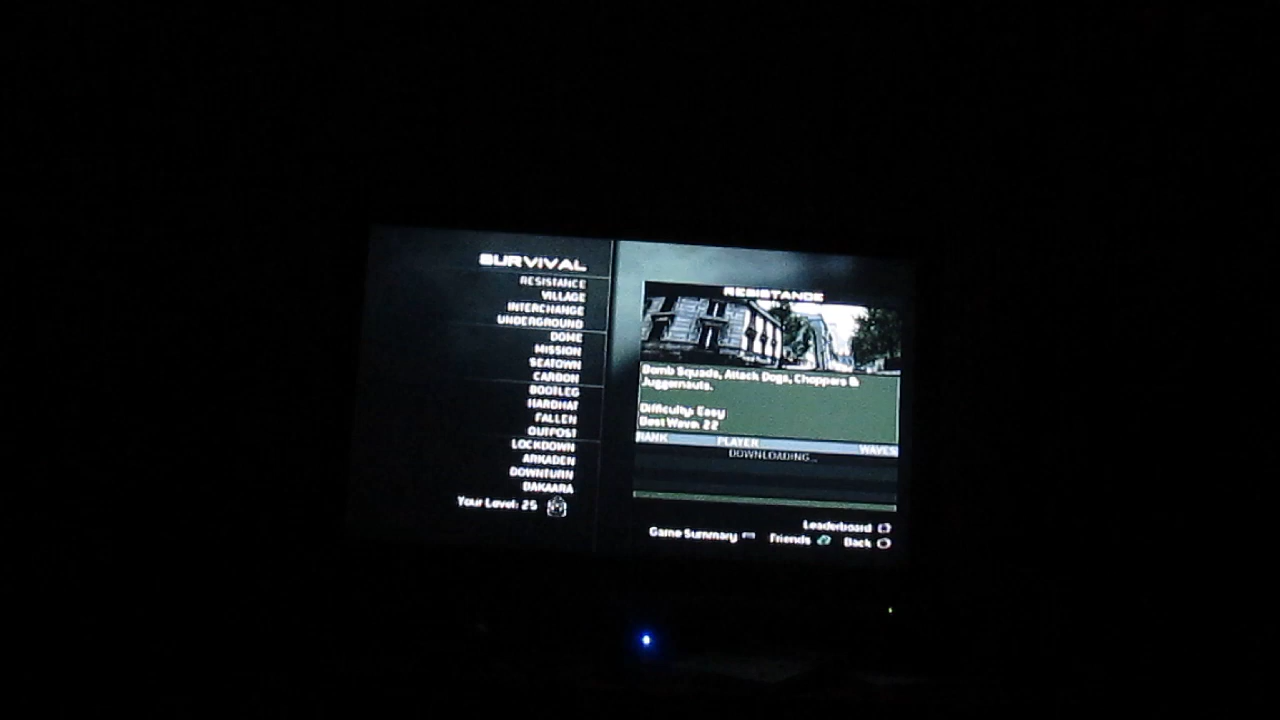 SURVIVAL
RESISTANCE
VILLAGE
INTERCHANGE
UNDERGROUND
DOME
MISSION
SEATOWN
CARBON
BOOTLEG
HARDHAT
FALLEN
OUTPOST
LOCKDOWN
ARKADEN
DOWNTURN
BAKAARA
Your Level: 25
RESISTANCE
Bomb Squads, Attack Dogs, Choppers &
Juggernauts.
Difficulty: Easy
Best Wave: 22
RANK PLAYER WAVES
DOWNLOADING...
Leaderboard
Game Summary Friends Back